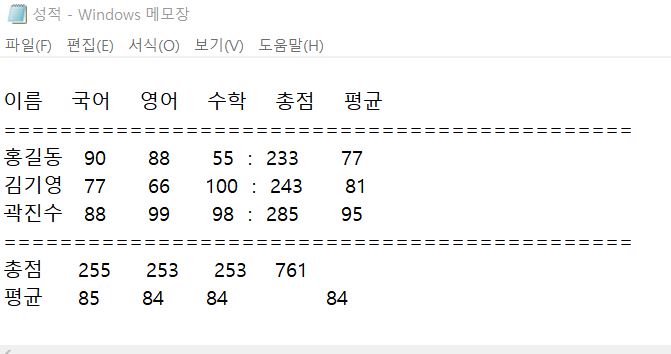 성적 - Windows 메모장
파일(F) 편집(E) 서식(O) 보기(V) 도움말(H)
이름 국어 영어 수학 총점 평균
=============================================
홍길동 90 88 55 : 233 77
김기영 77 66 100 : 243 81
곽진수 88 99 98 : 285 95
=============================================
총점 255 253 253 761
평균 85 84 84 84